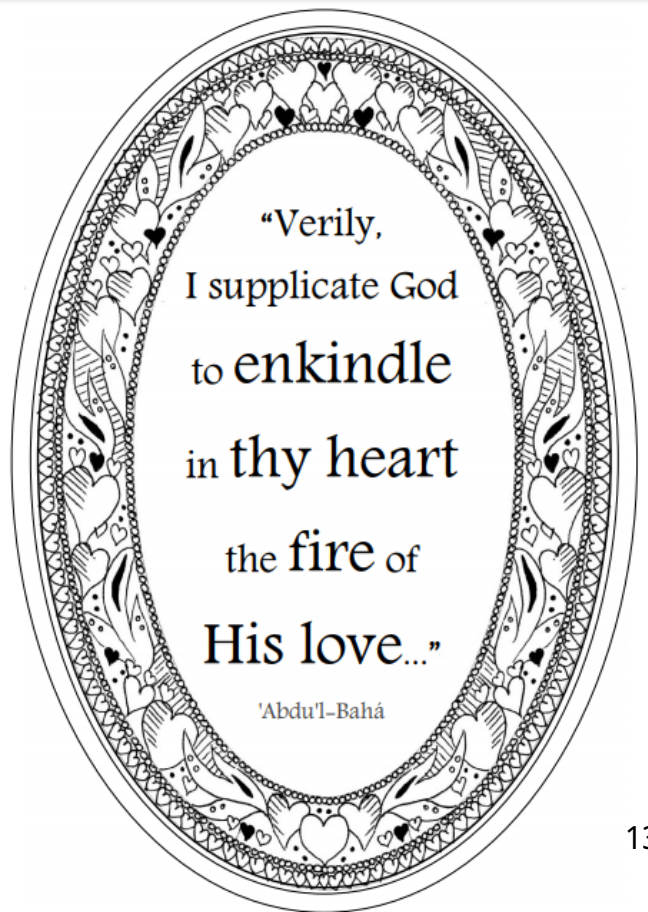 “Verily,
I supplicate God
to enkindle
in thy heart
the fire of
His love...”
'Abdu'l-Bahá
13